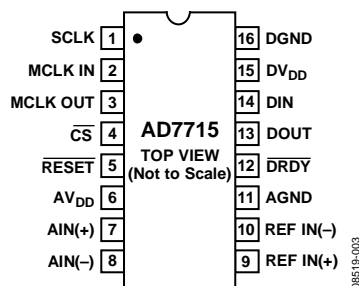 SCLK 1 16 DGND
MCLK IN 2 15 DVDD
MCLK OUT 3 14 DIN
CS 4 AD7715 13 DOUT
RESET 5 TOP VIEW 12 DRDY
(Not to Scale)
AVDD 6 11 AGND
AIN(+) 7 10 REF IN(–)
AIN(–) 8 9 REF IN(+)
08519-003